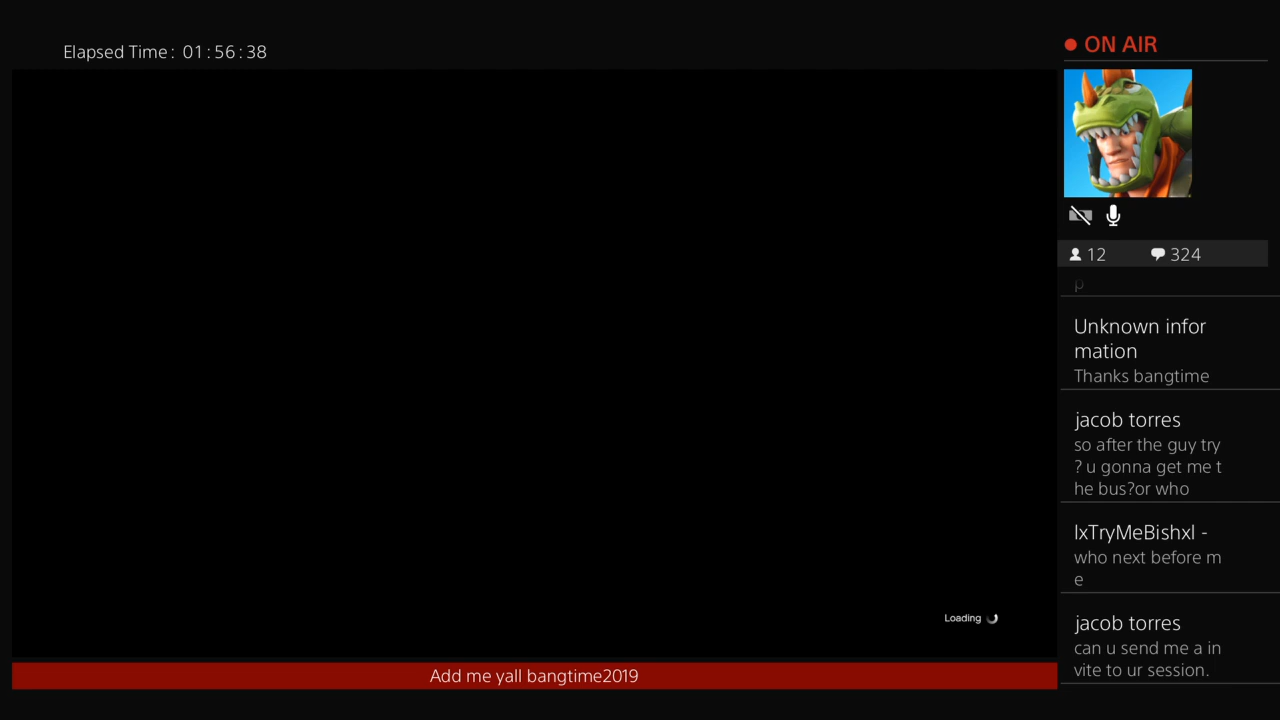 Elapsed Time: 01:56:38
ON AIR
12 324
p
Unknown infor
mation
Thanks bangtime
jacob torres
so after the guy try
? u gonna get me t
he bus?or who
lxTryMeBishxl -
who next before m
e
jacob torres
can u send me a in
vite to ur session.
Loading
Add me yall bangtime2019